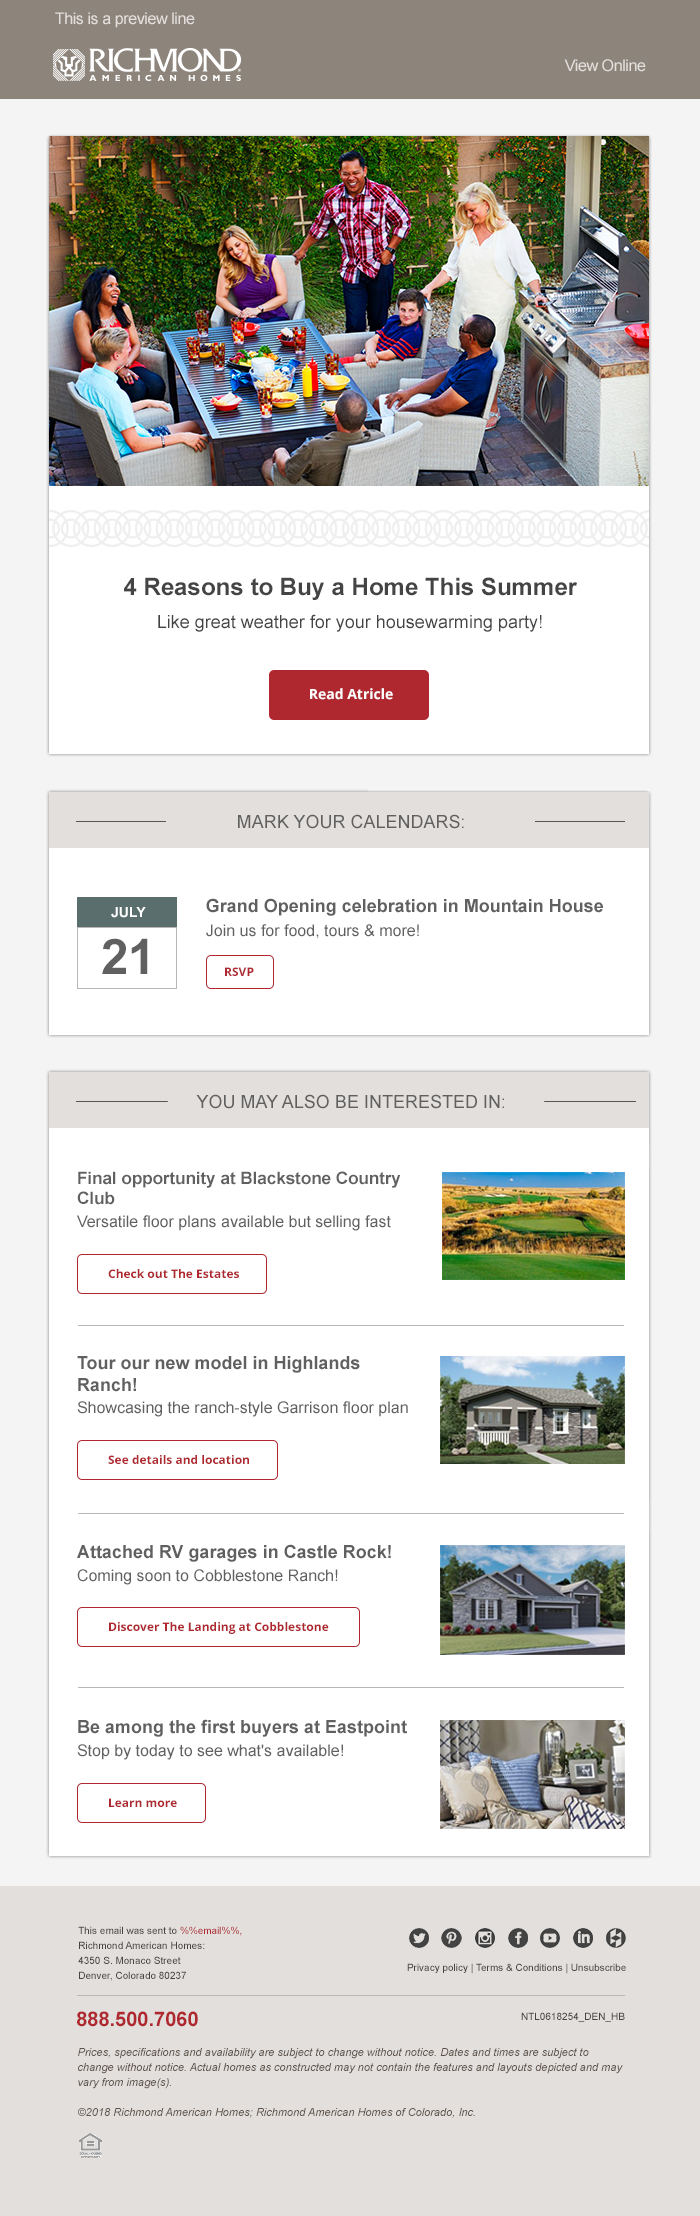 This is a preview line
RICHMOND
AMERICAN HOMES
View Online
4 Reasons to Buy a Home This Summer
Like great weather for your housewarming party!
Read Atricle
MARK YOUR CALENDARS:
JULY
21
Grand Opening celebration in Mountain House
Join us for food, tours & more!
RSVP
YOU MAY ALSO BE INTERESTED IN:
Final opportunity at Blackstone Country
Club
Versatile floor plans available but selling fast
Check out The Estates
Tour our new model in Highlands
Ranch!
Showcasing the ranch-style Garrison floor plan
See details and location
Attached RV garages in Castle Rock!
Coming soon to Cobblestone Ranch!
Discover The Landing at Cobblestone
Be among the first buyers at Eastpoint
Stop by today to see what's available!
Learn more
This email was sent to %%email%%,
Richmond American Homes:
4350 S. Monaco Street
Denver, Colorado 80237
Privacy policy | Terms & Conditions | Unsubscribe
888.500.7060
NTL0618254_DEN_HB
Prices, specifications and availability are subject to change without notice. Dates and times are subject to
change without notice. Actual homes as constructed may not contain the features and layouts depicted and may
vary from image(s).
©2018 Richmond American Homes; Richmond American Homes of Colorado, Inc.